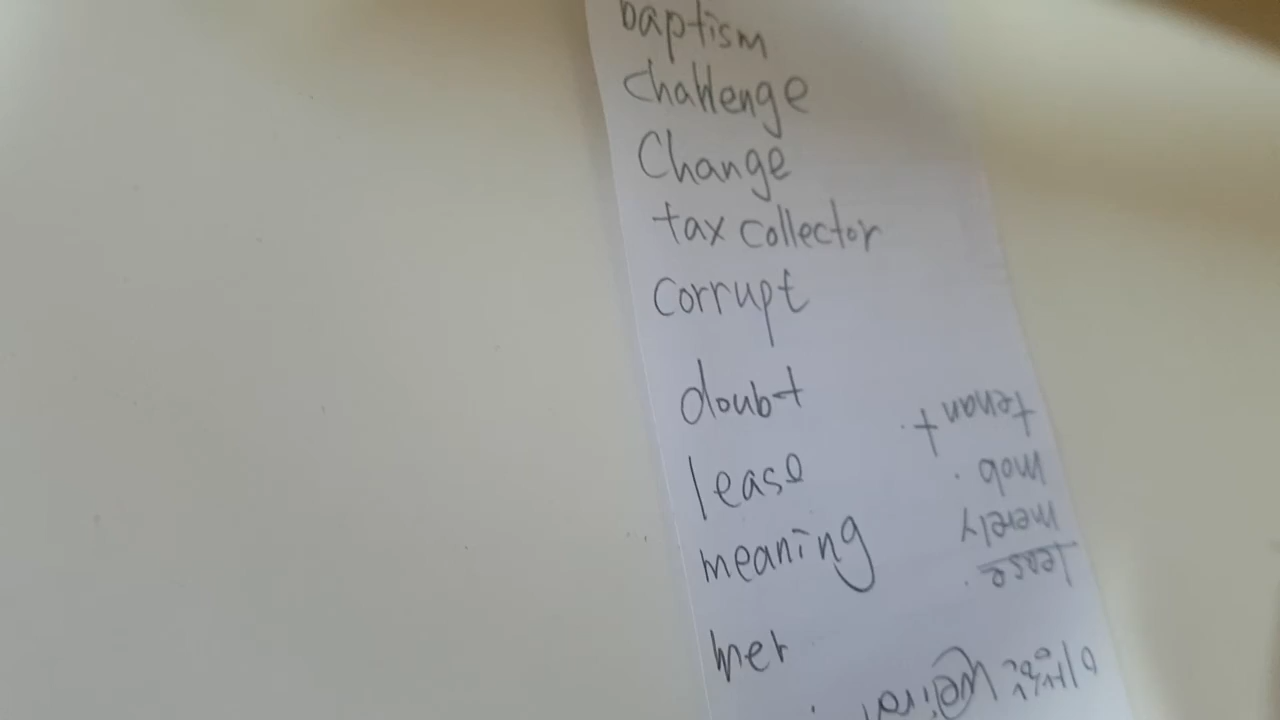 baptism
challenge
Change
tax collector
corrupt
doubt
lease
meaning
mer
lease.
merely
mob.
tenant.